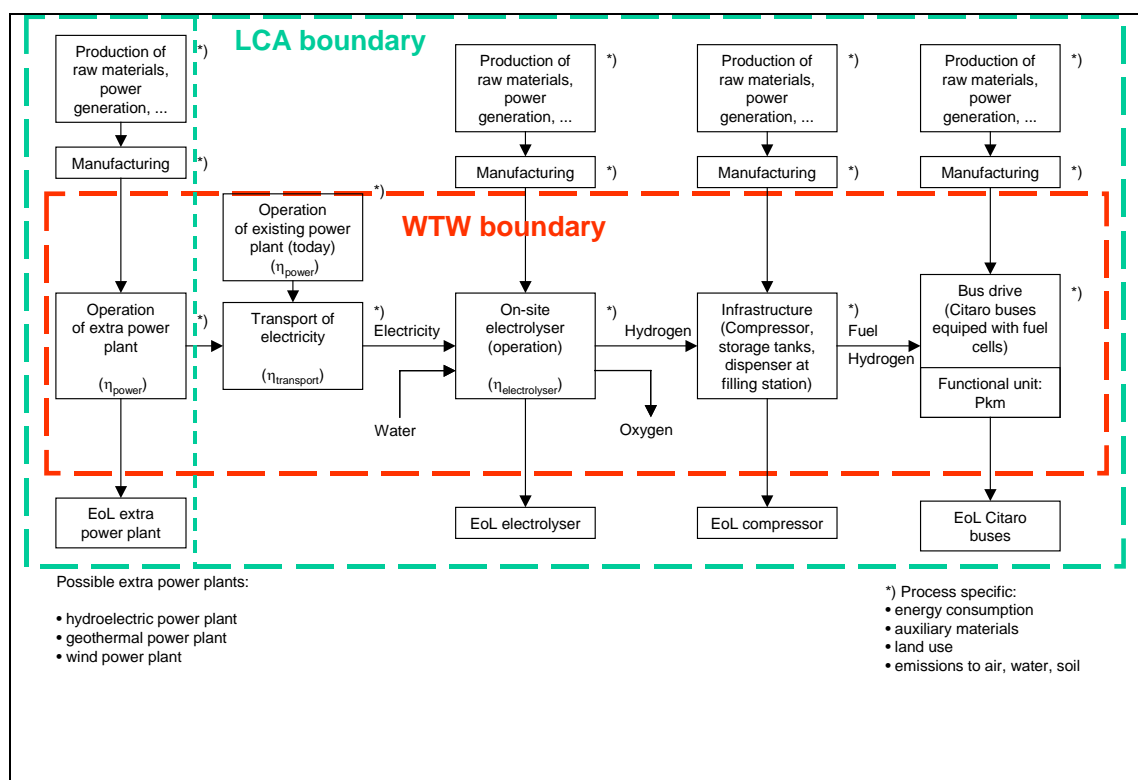 LCA boundary
Production of
raw materials,
power
generation, ...
*)
Manufacturing
*)
Production of
raw materials,
power
generation, ...
*)
Manufacturing
*)
Production of
raw materials,
power
generation, ...
*)
Manufacturing
*)
Production of
raw materials,
power
generation, ...
*)
Manufacturing
*)
WTW boundary
Operation
of existing power
plant (today)
(ηpower)
*)
Operation
of extra power
plant
(ηpower)
*)
Transport of
electricity
(ηtransport)
*)
Electricity
Water
On-site
electrolyser
(operation)
(ηelectrolyser)
*)
Hydrogen
Oxygen
Infrastructure
(Compressor,
storage tanks,
dispenser at
filling station)
*)
Fuel
Hydrogen
Bus drive
(Citaro buses
equiped with fuel
cells)
*)
Functional unit:
Pkm
EoL extra
power plant
EoL electrolyser
EoL compressor
EoL Citaro
buses
Possible extra power plants:
• hydroelectric power plant
• geothermal power plant
• wind power plant
*) Process specific:
• energy consumption
• auxiliary materials
• land use
• emissions to air, water, soil